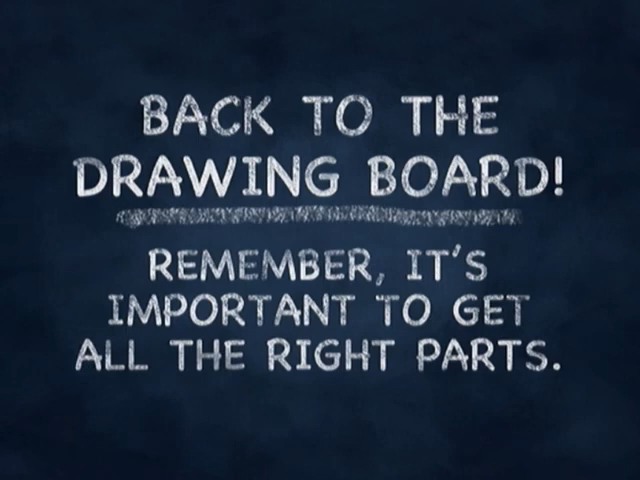 BACK TO THE
DRAWING BOARD!
REMEMBER, IT'S
IMPORTANT TO GET
ALL THE RIGHT PARTS.